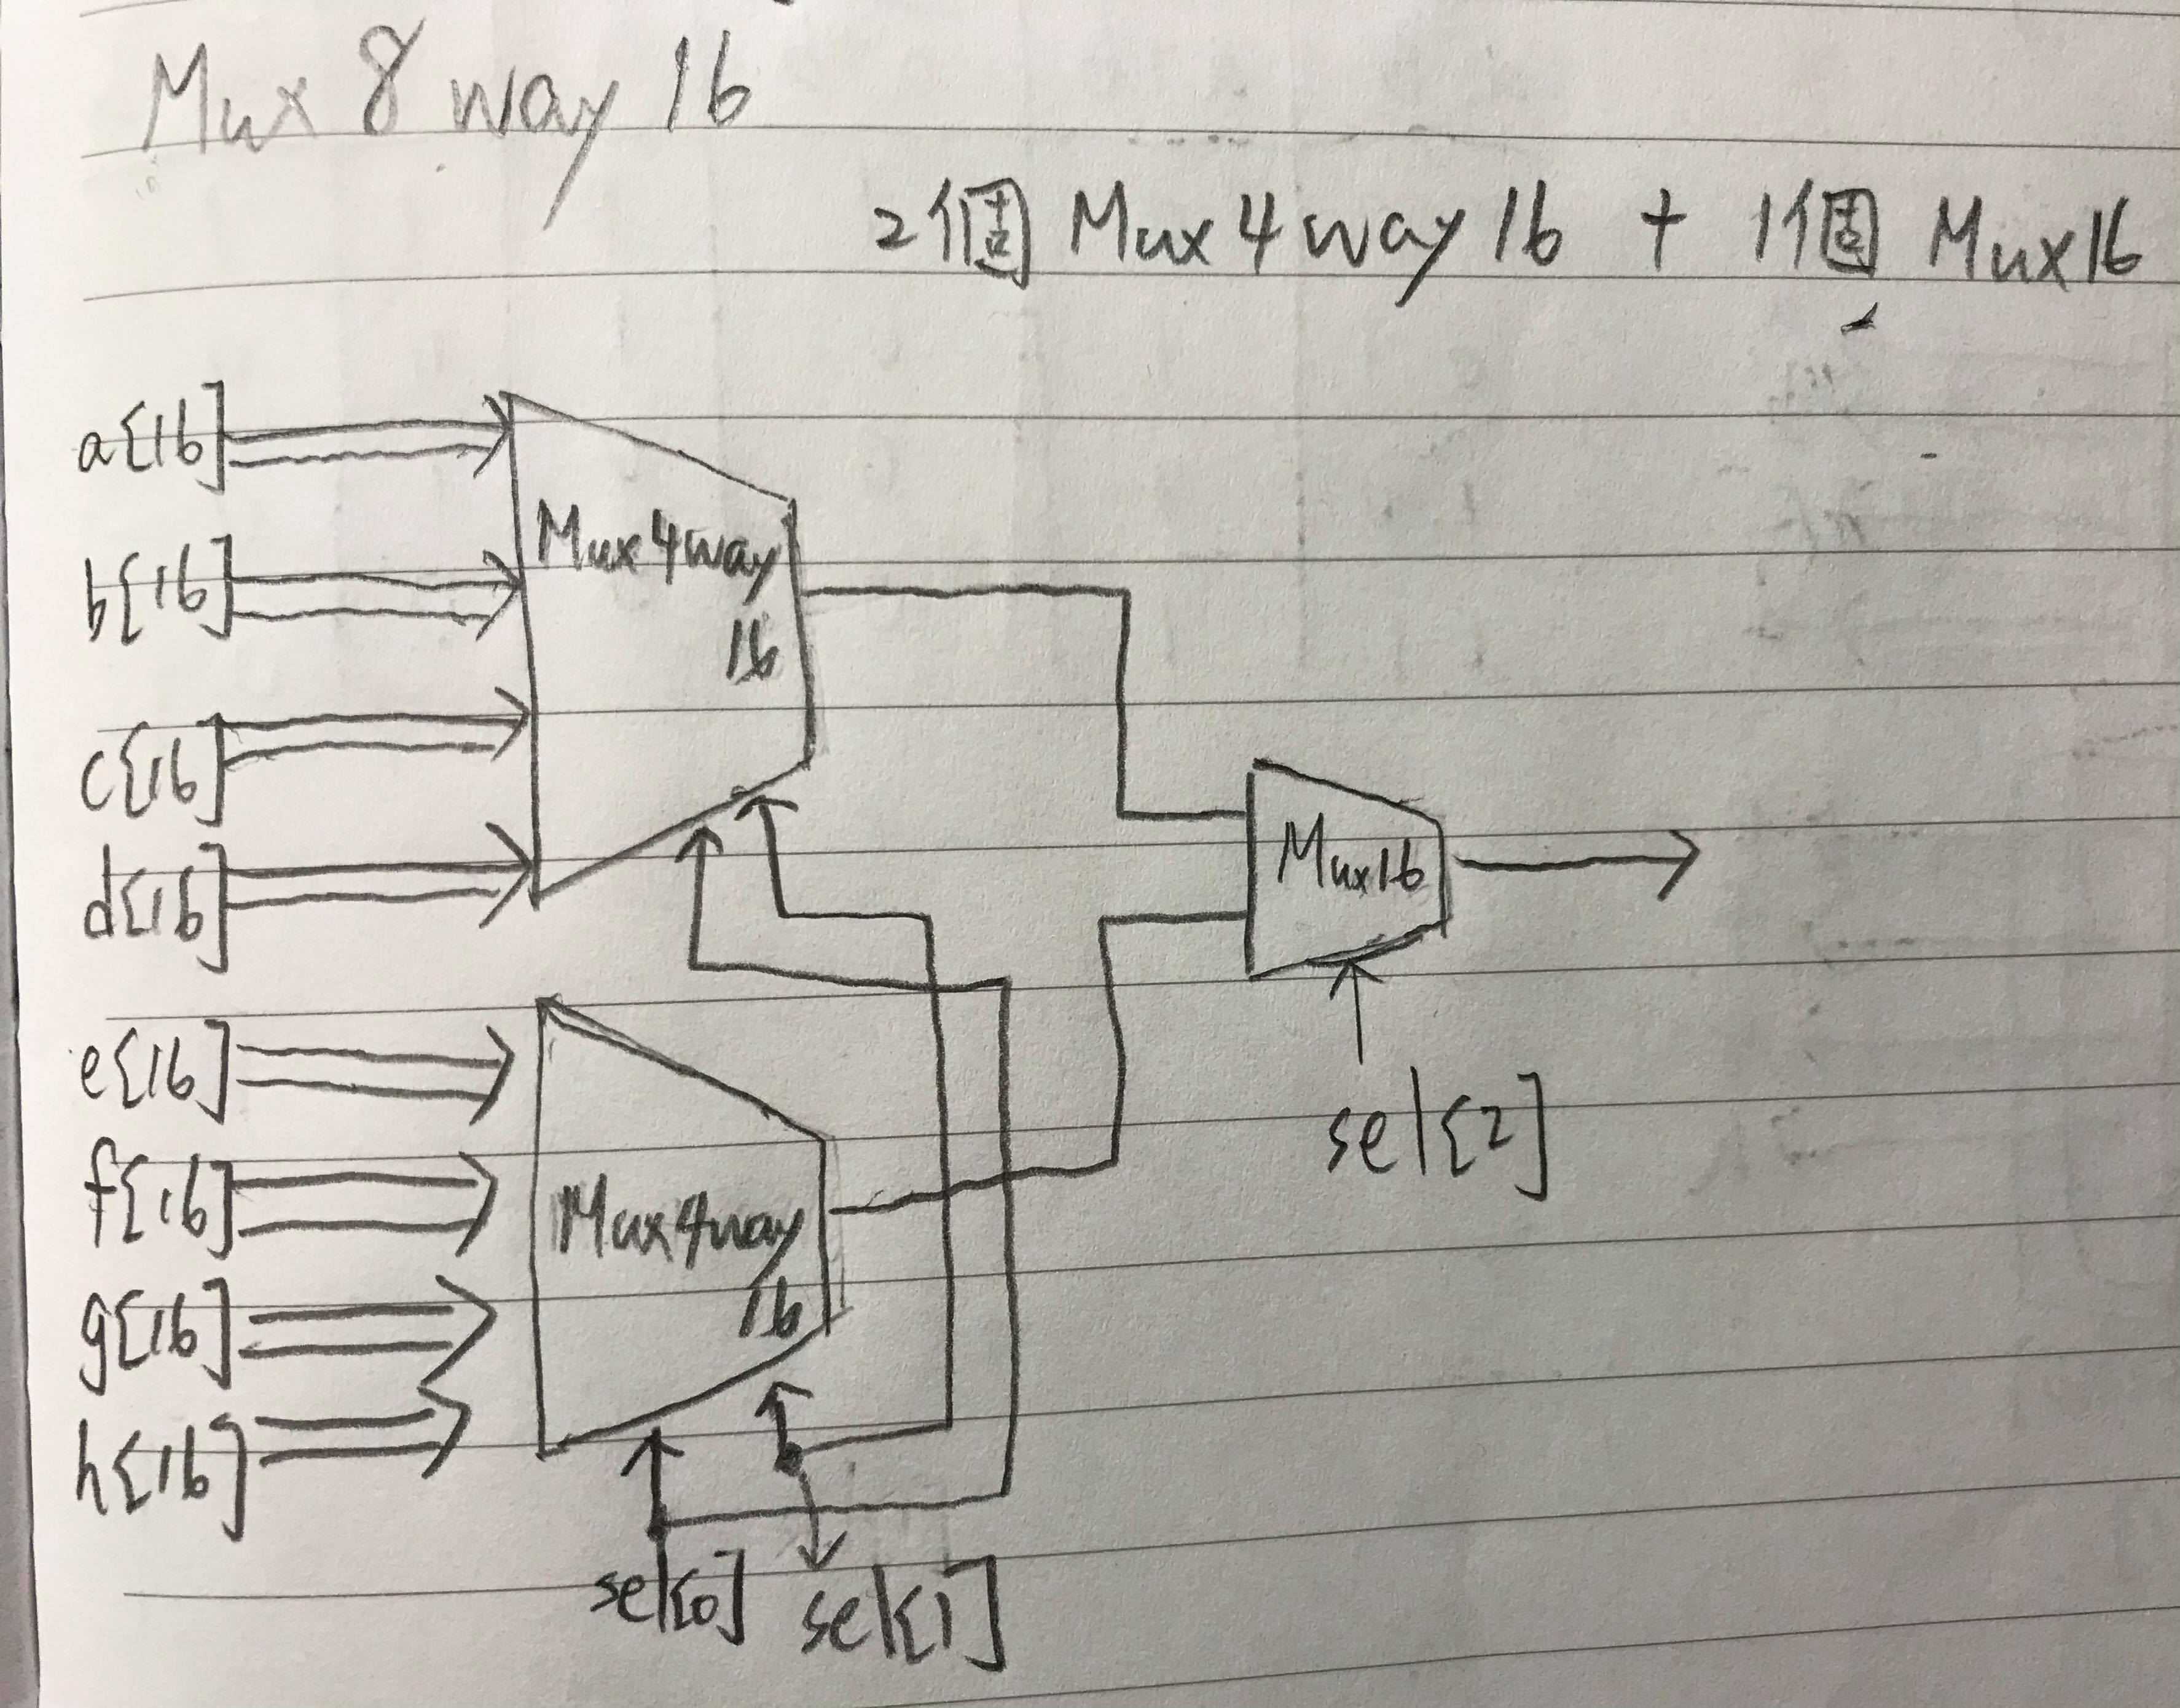 Mux 8 way 16
2個 Mux 4 way 16 + 1個 Mux16
a[16]
b[16]
c[16]
d[16]
Mux4way
16
e[16]
f[16]
g[16]
h[16]
Mux4way
16
Mux16
sel[2]
sel[0]
sel[1]